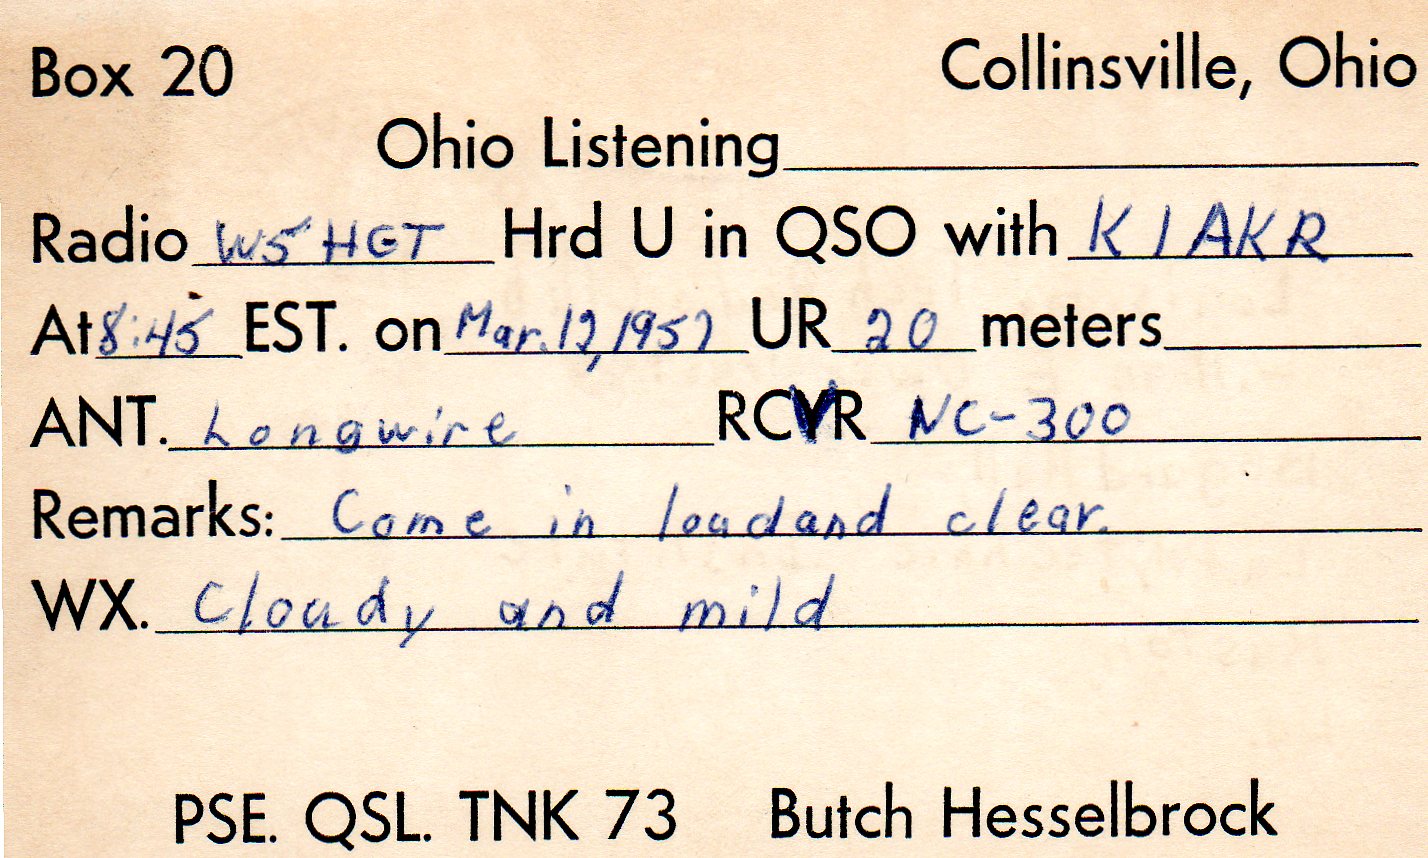 Box 20 Collinsville, Ohio
Ohio Listening
Radio W5HGT Hrd U in QSO with K1AKR
At 8:45 EST. on Mar. 12, 1957 UR 20 meters
ANT. Longwire RCVR NC-300
Remarks: Come in loud and clear.
WX. Cloudy and mild
PSE. QSL. TNK 73 Butch Hesselbrock